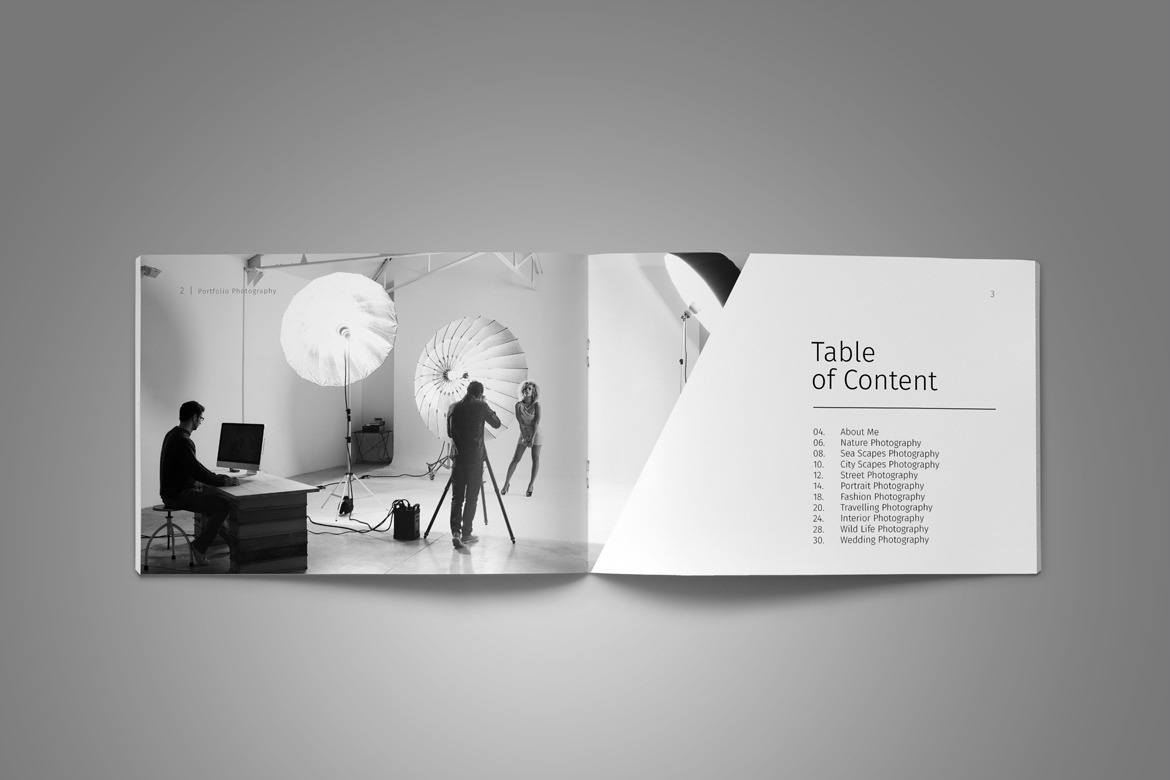 2 | Portfolio Photography
3
Table
of Content
04. About Me
06. Nature Photography
08. Sea Scapes Photography
10. City Scapes Photography
12. Street Photography
14. Portrait Photography
18. Fashion Photography
20. Travelling Photography
24. Interior Photography
28. Wild Life Photography
30. Wedding Photography